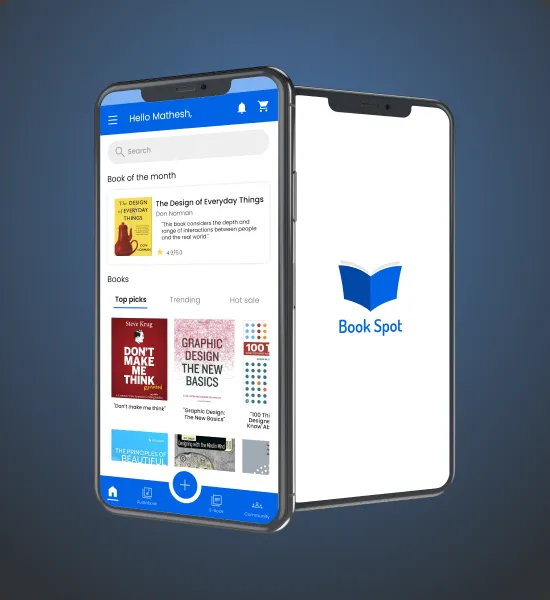 Hello Mathesh,
Search
Book of the month
The DESIGN
of EVERYDAY
THINGS
DON
NORMAN
The Design of Everyday Things
Don Norman
"This book considers the depth and
range of interactions between people
and the real world."
4.9/5.0
Books
Top picks
Trending
Hot sale
Steve Krug
DON'T
MAKE
ME
THINK
revisited
GRAPHIC
DESIGN
THE NEW
BASICS
100 T
"Don't make me think"
"Graphic Design:
The New Basics"
"100 Thi
Designe
Know Ab
THE PRINCIPLES OF
BEAUTIFUL
Designing with the Mind in Mind
Audiobook
E-Book
Community
Book Spot